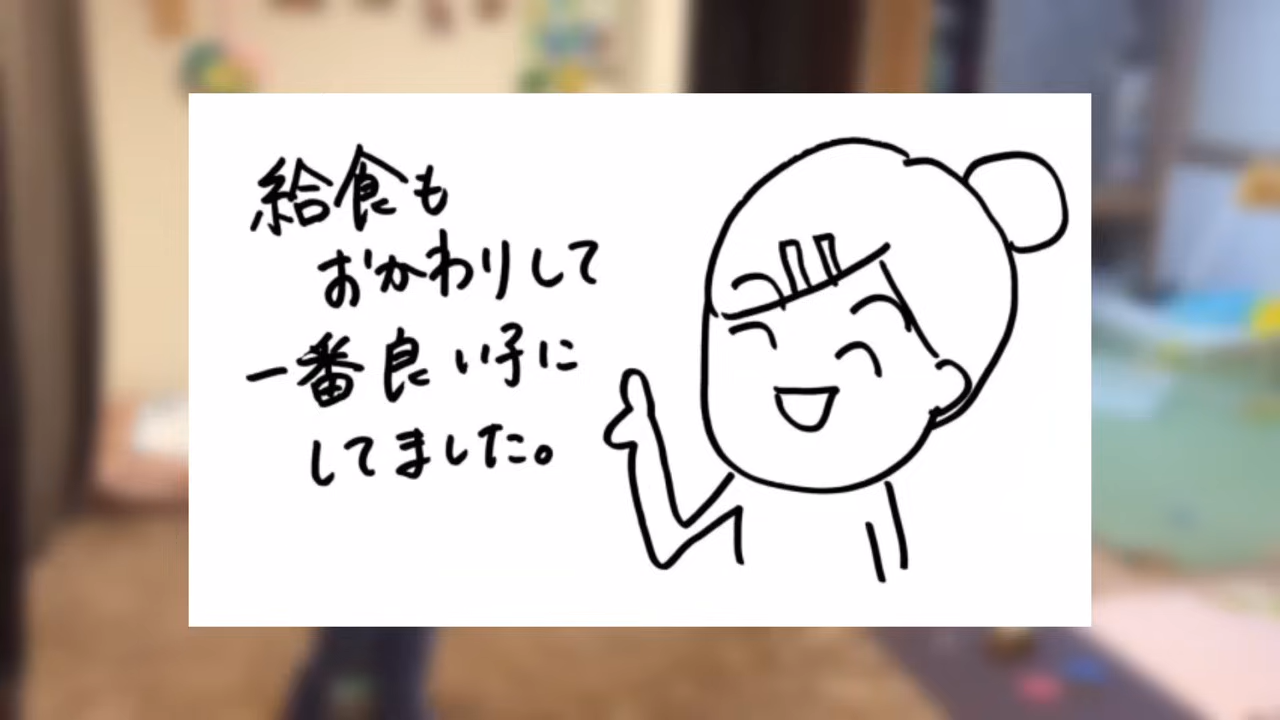 給食も
おかわりして
一番良い子に
してました。